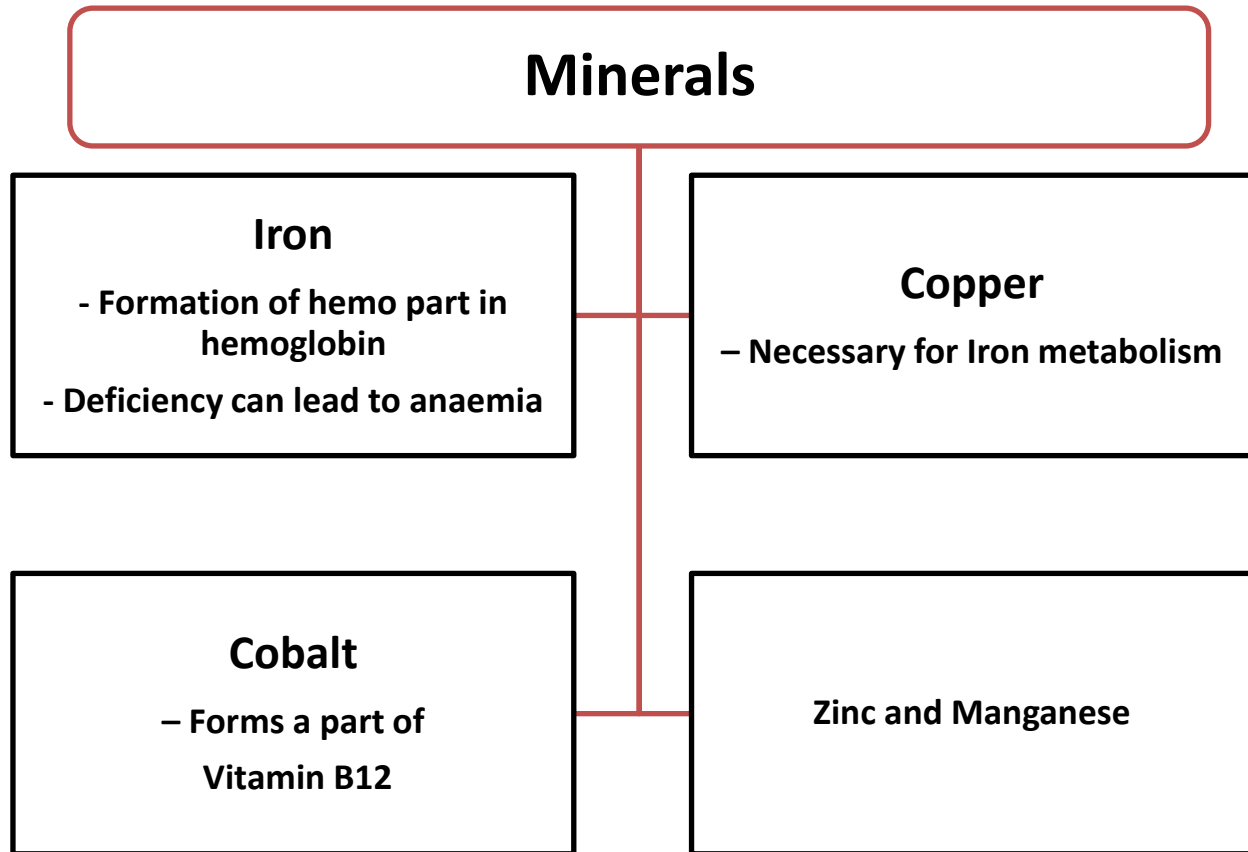 Minerals
Iron
- Formation of hemo part in
hemoglobin
- Deficiency can lead to anaemia
Copper
– Necessary for Iron metabolism
Cobalt
– Forms a part of
Vitamin B12
Zinc and Manganese